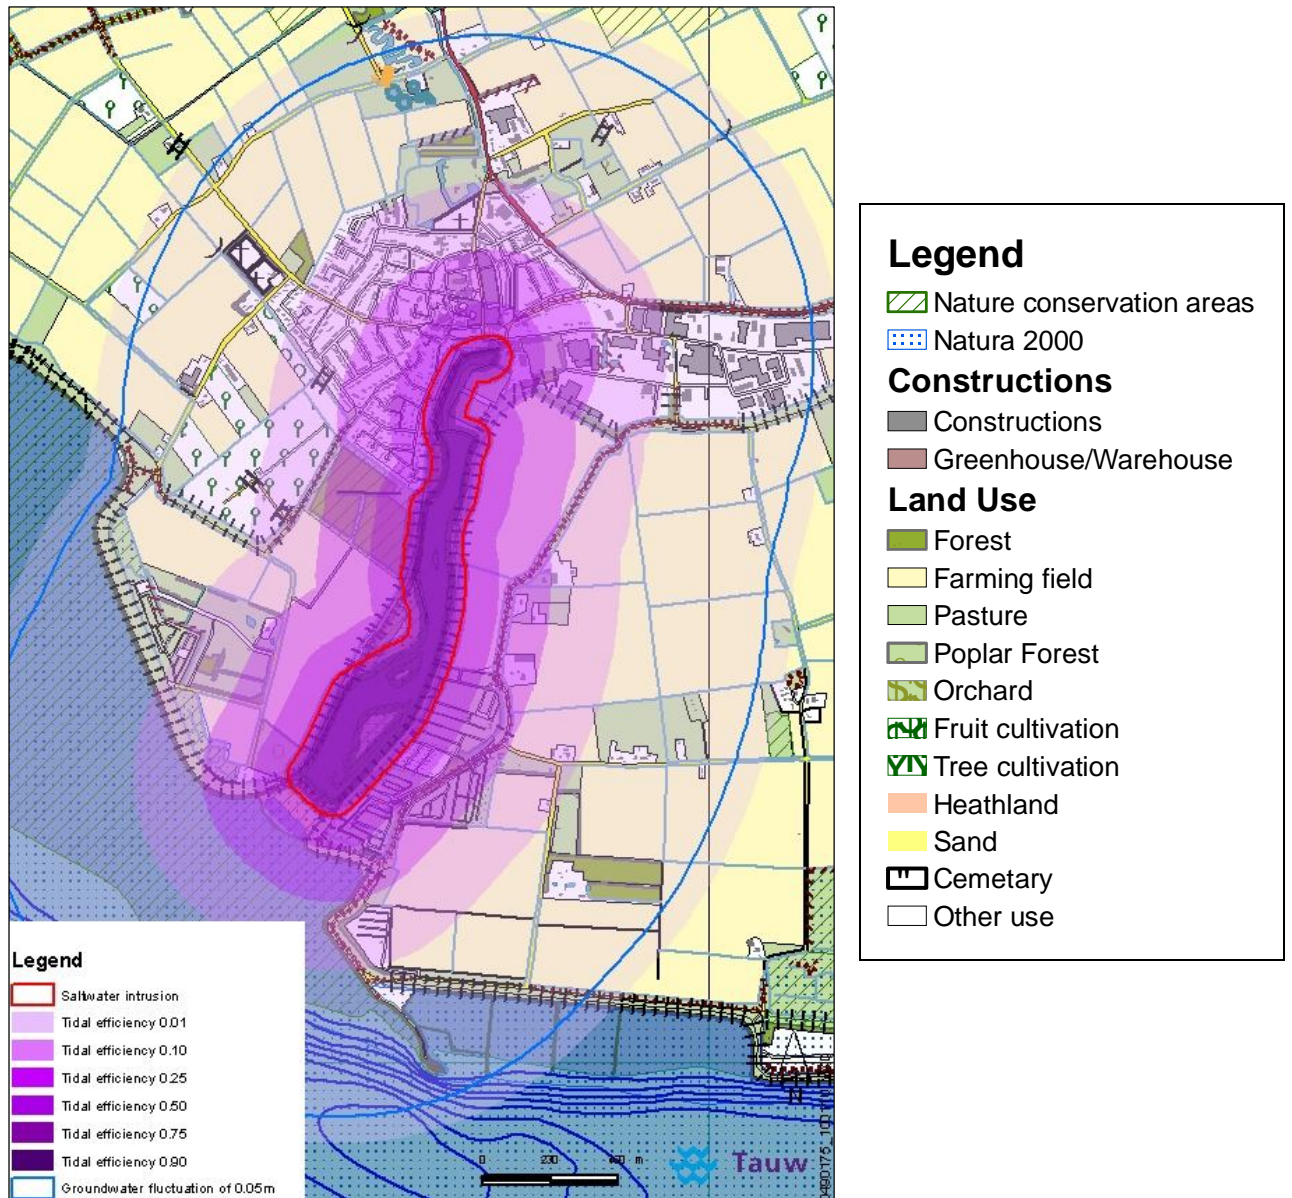 Legend
Nature conservation areas
Natura 2000
Constructions
Constructions
Greenhouse/Warehouse
Land Use
Forest
Farming field
Pasture
Poplar Forest
Orchard
Fruit cultivation
Tree cultivation
Heathland
Sand
Cemetary
Other use
Legend
Saltwater intrusion
Tidal efficiency 0.01
Tidal efficiency 0.10
Tidal efficiency 0.25
Tidal efficiency 0.50
Tidal efficiency 0.75
Tidal efficiency 0.90
Groundwater fluctuation of 0.05m
0 230 m
Tauw
N